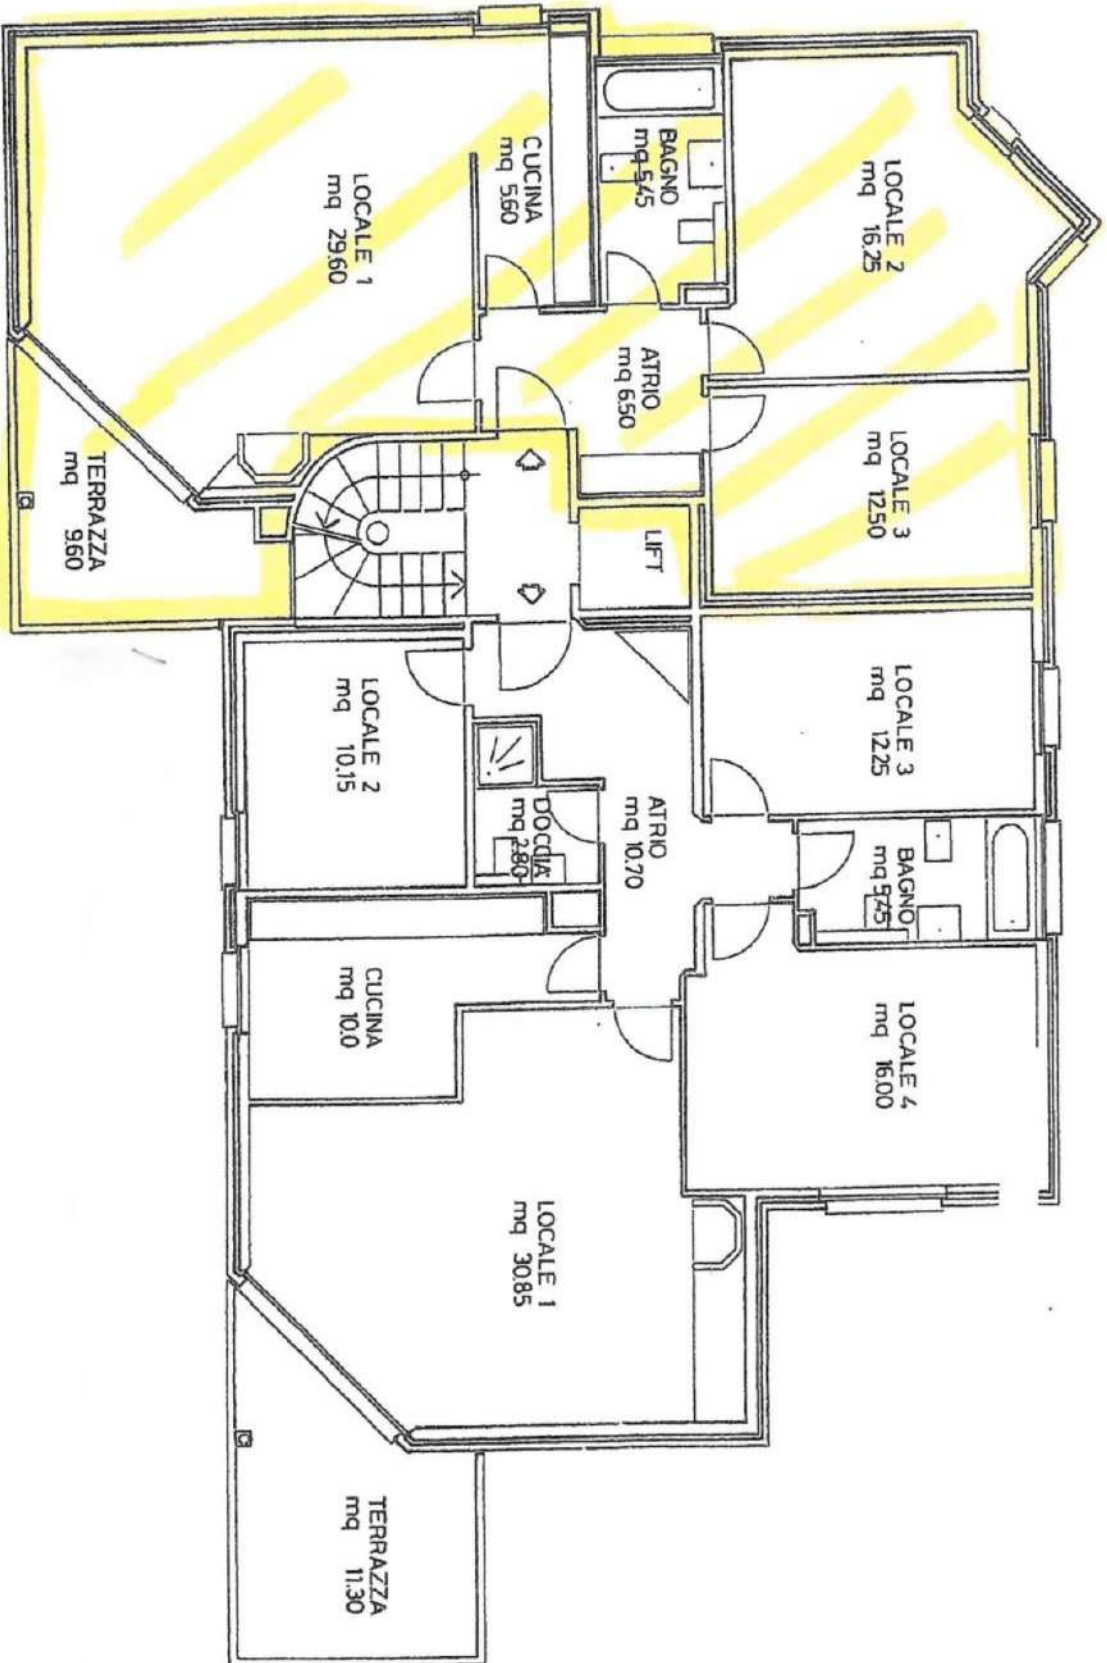 LOCALE 1
mq 29.60
CUCINA
mq 5.60
BAGNO
mq 5.45
LOCALE 2
mq 16.25
ATRIO
mq 6.50
LOCALE 3
mq 12.50
TERRAZZA
mq 9.60
LIFT
LOCALE 2
mq 10.15
DOCCIA
mq 2.80
ATRIO
mq 10.70
LOCALE 3
mq 12.25
BAGNO
mq 5.45
CUCINA
mq 10.0
LOCALE 4
mq 16.00
LOCALE 1
mq 30.85
TERRAZZA
mq 11.30